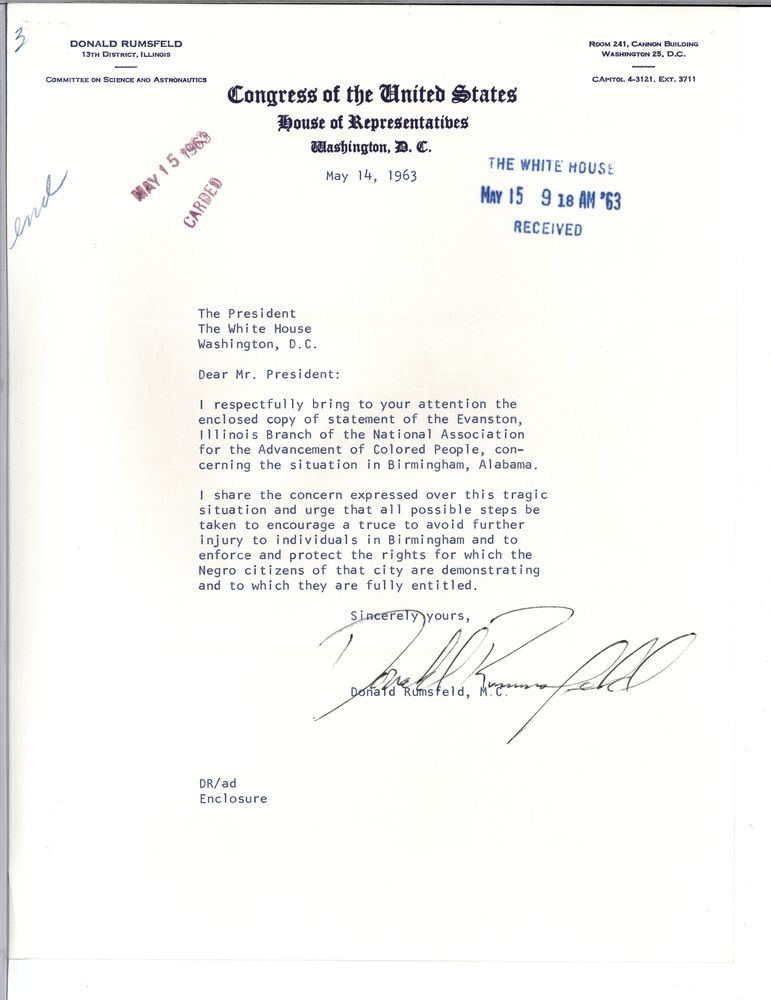 3
DONALD RUMSFELD
13TH DISTRICT, ILLINOIS
COMMITTEE ON SCIENCE AND ASTRONAUTICS
ROOM 241, CANNON BUILDING
WASHINGTON 25, D.C.
CAPITOL 4-3121, EXT. 3711
Congress of the United States
House of Representatives
Washington, D. C.
May 14, 1963
MAY 15 1963
CARDED
THE WHITE HOUSE
MAY 15 9 18 AM '63
RECEIVED
The President
The White House
Washington, D.C.
Dear Mr. President:
I respectfully bring to your attention the
enclosed copy of statement of the Evanston,
Illinois Branch of the National Association
for the Advancement of Colored People, con-
cerning the situation in Birmingham, Alabama.
I share the concern expressed over this tragic
situation and urge that all possible steps be
taken to encourage a truce to avoid further
injury to individuals in Birmingham and to
enforce and protect the rights for which the
Negro citizens of that city are demonstrating
and to which they are fully entitled.
Sincerely yours,
Donald Rumsfeld
Donald Rumsfeld, M.C.
DR/ad
Enclosure